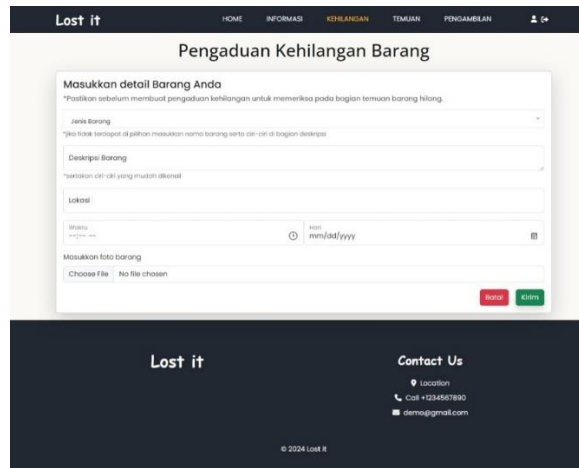 Lost it
HOME INFORMASI KEHILANGAN TEMUAN PENGAMBILAN
Pengaduan Kehilangan Barang
Masukkan detail Barang Anda
*Pastikan sebelum membuat pengaduan kehilangan untuk memeriksa pada bagian temuan barang hilang.
Jenis Barang
*jika tidak terdapat di pilihan masukkan nama barang serta ciri-ciri di bagian deskripsi
Deskripsi Barang
*sertakan ciri-ciri yang mudah dikenali
Lokasi
Waktu Hari
--:-- -- mm/dd/yyyy
Masukkan foto barang
Choose File No file chosen
Batal Kirim
Lost it
Contact Us
Location
Call +1234567890
demo@gmail.com
© 2024 Lost it